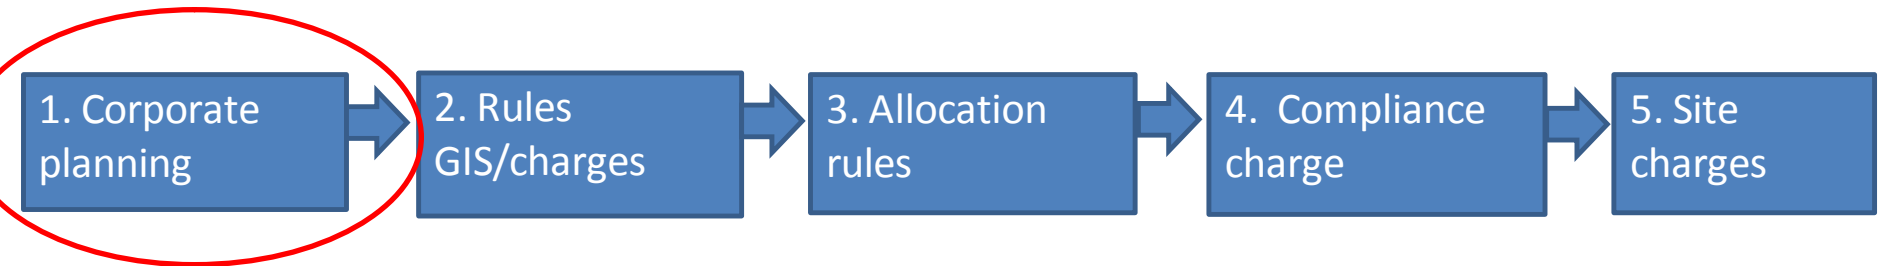 1. Corporate
planning
2. Rules
GIS/charges
3. Allocation
rules
4.  Compliance
charge
5. Site
charges